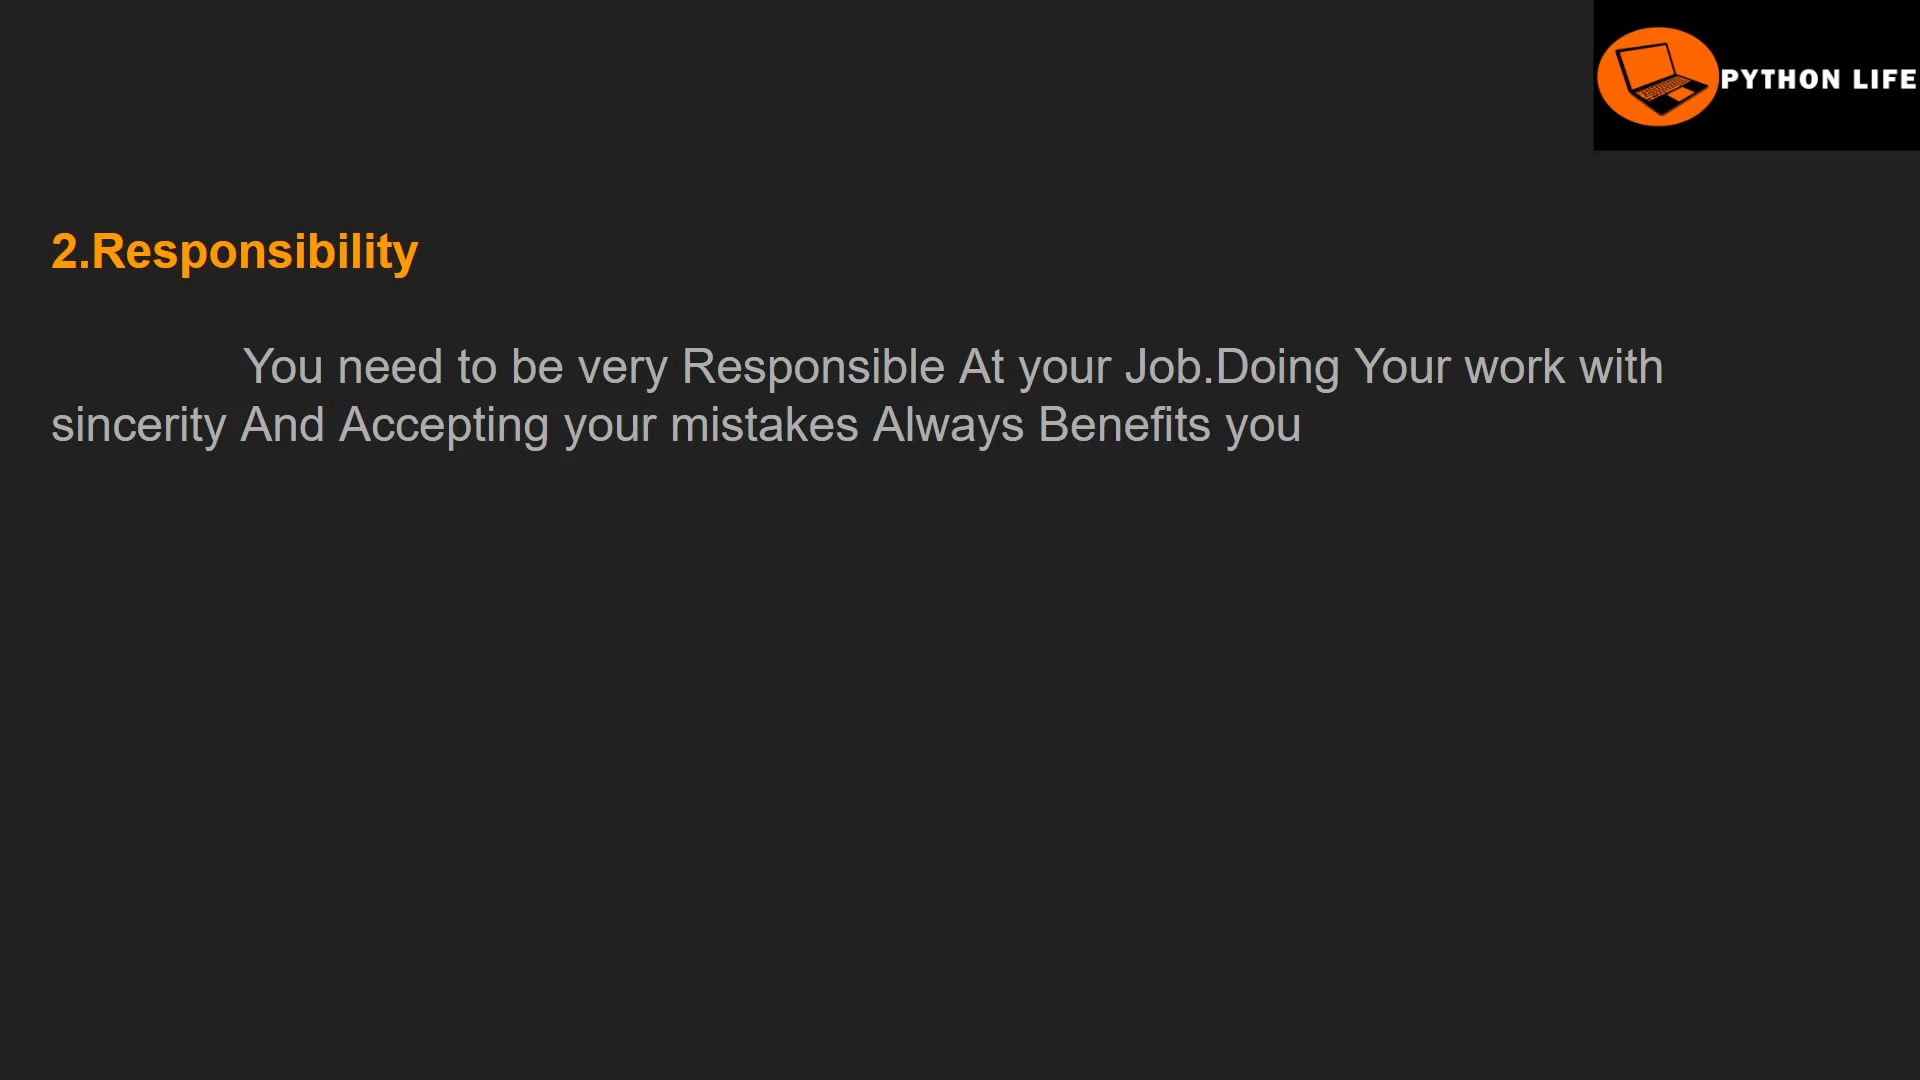 PYTHON LIFE
2.Responsibility
You need to be very Responsible At your Job.Doing Your work with
sincerity And Accepting your mistakes Always Benefits you